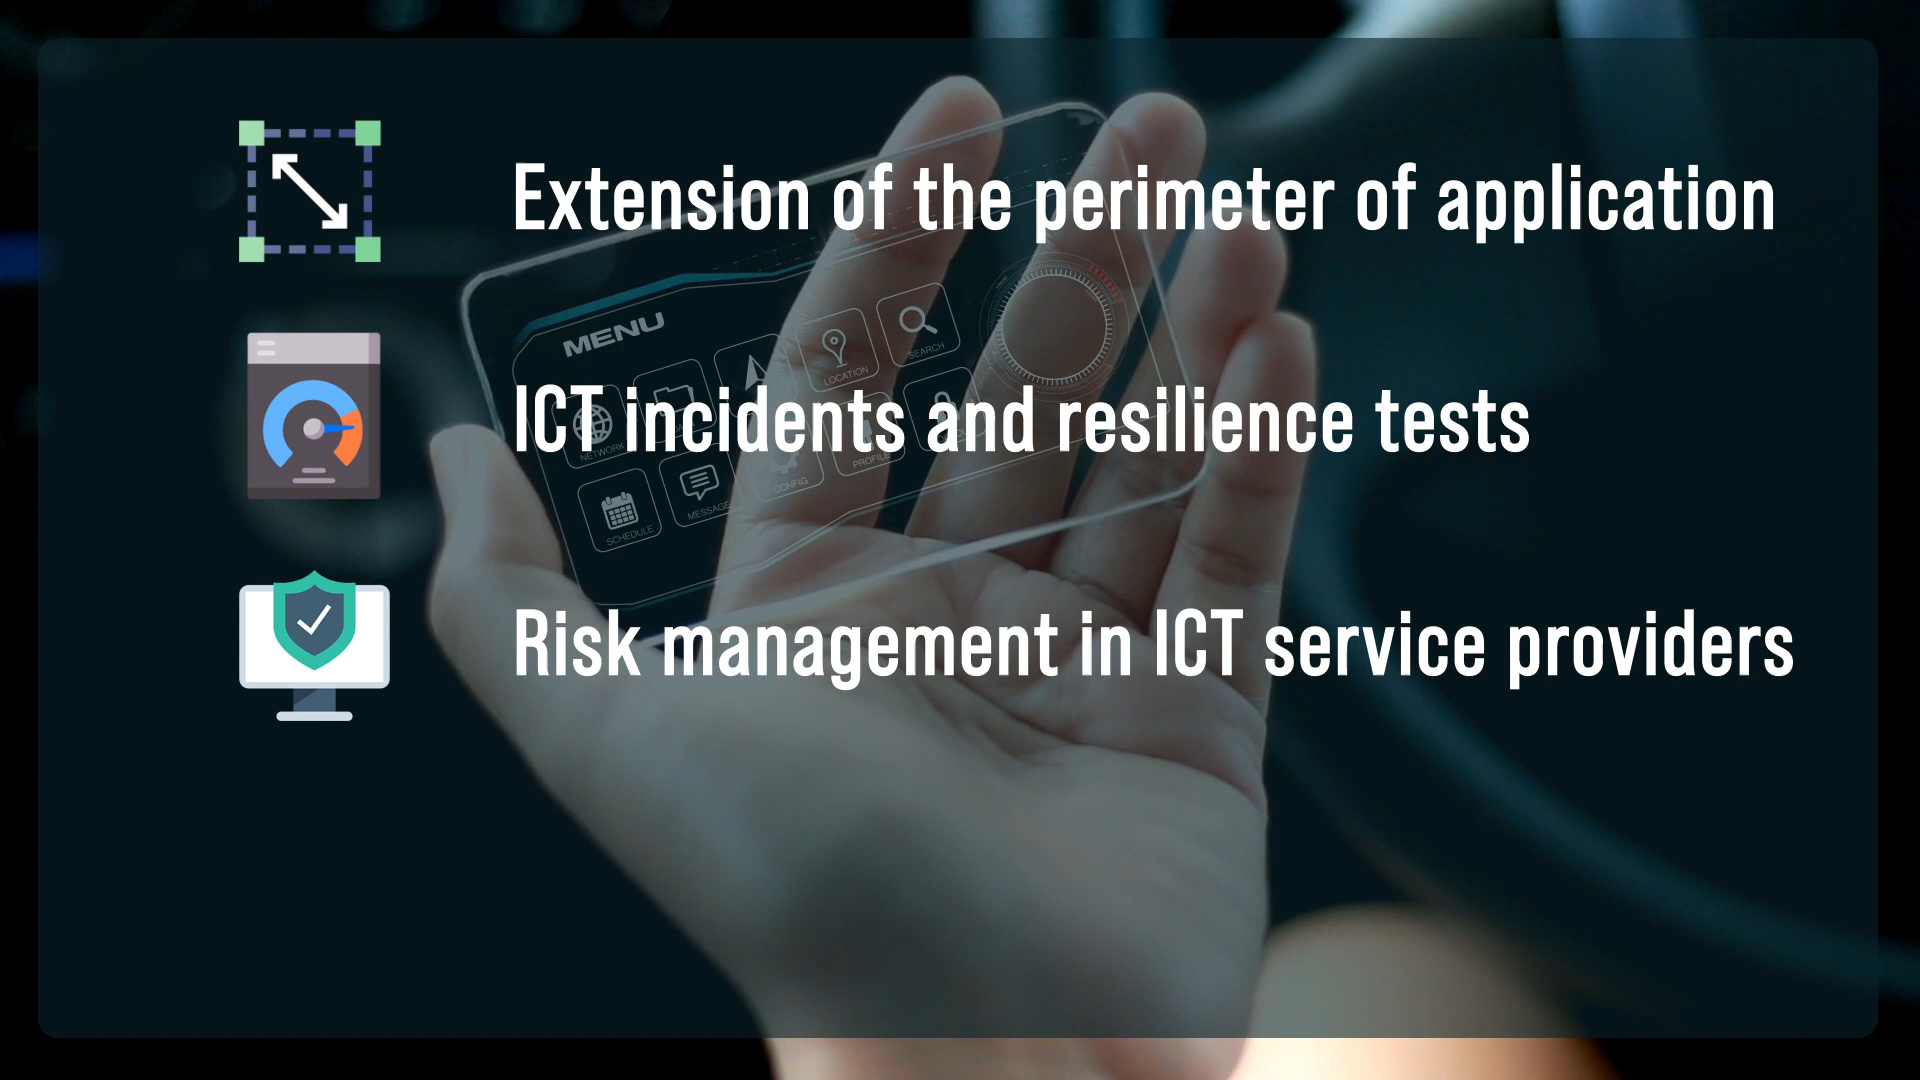 Extension of the perimeter of application
MENU
LOCATION
SEARCH
ICT incidents and resilience tests
NETWORK
PROFILE
CONFIG
MESSAGE
SCHEDULE
Risk management in ICT service providers